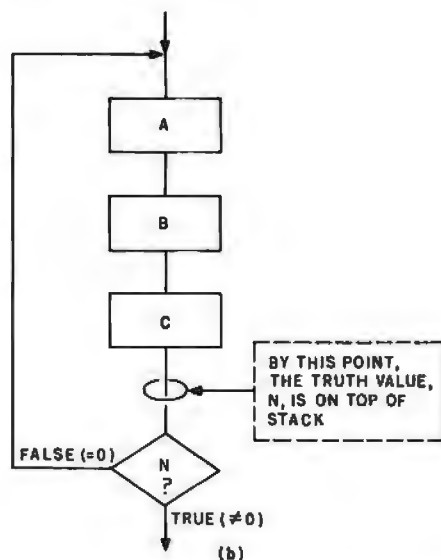 A
B
C
BY THIS POINT,
THE TRUTH VALUE,
N, IS ON TOP OF
STACK
FALSE (=0)
N
?
TRUE (≠0)
(b)